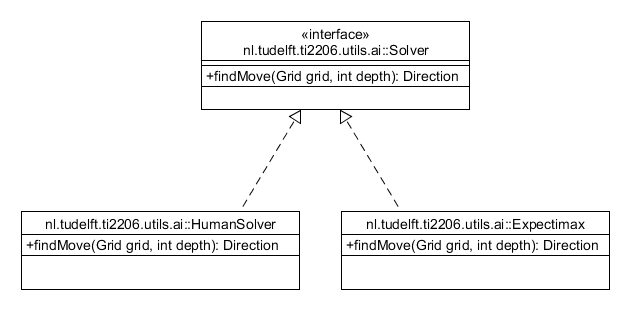 «interface»
nl.tudelft.ti2206.utils.ai::Solver
+findMove(Grid grid, int depth): Direction
nl.tudelft.ti2206.utils.ai::HumanSolver
+findMove(Grid grid, int depth): Direction
nl.tudelft.ti2206.utils.ai::Expectimax
+findMove(Grid grid, int depth): Direction